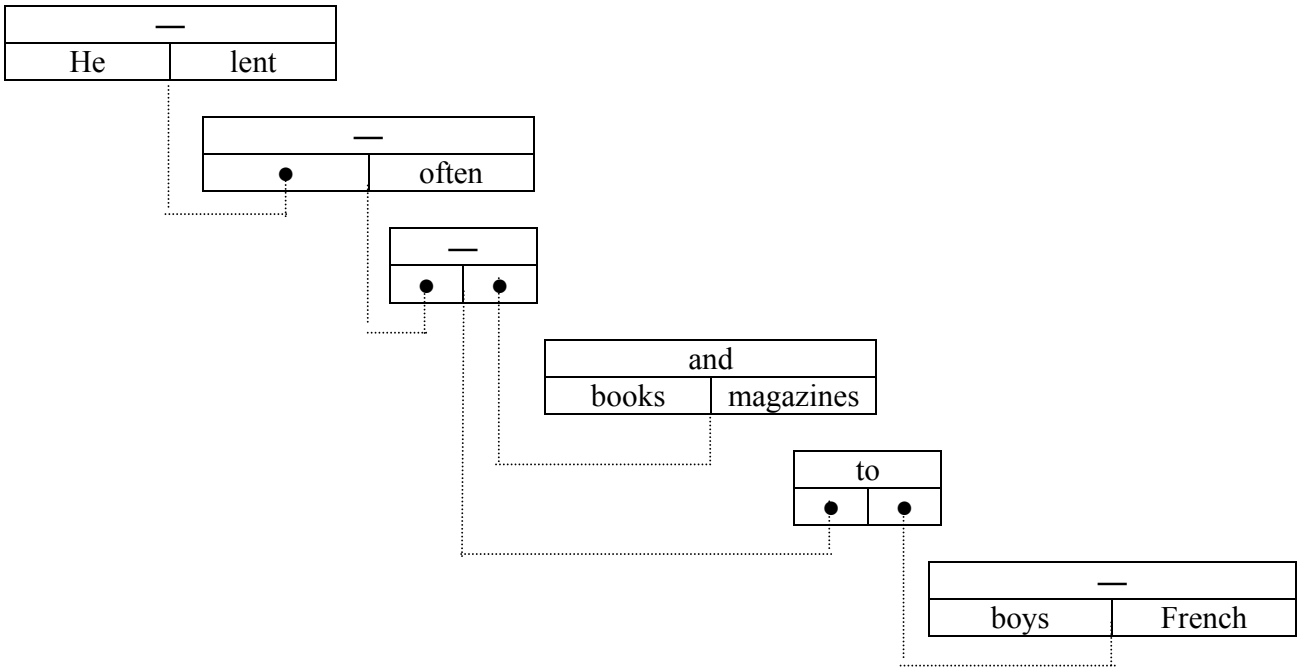 —
He lent
—
often
—
and
books magazines
to
—
boys French